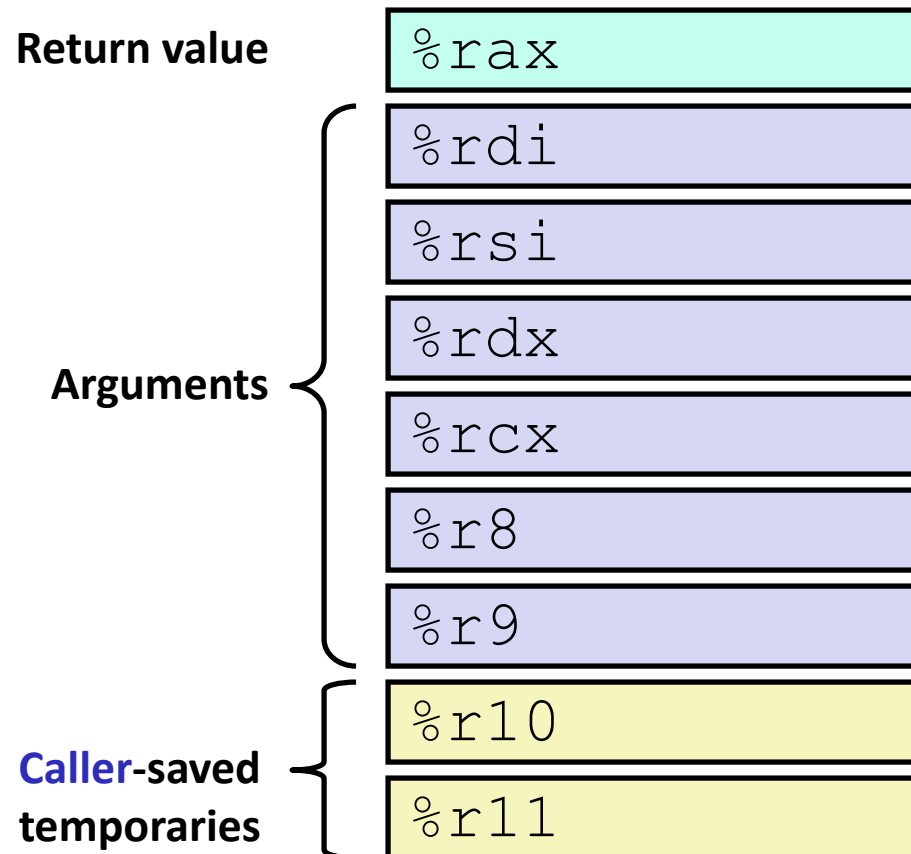 Return value
%rax
%rdi
%rsi
%rdx
Arguments
%rcx
%r8
%r9
%r10
Caller-saved
temporaries
%r11